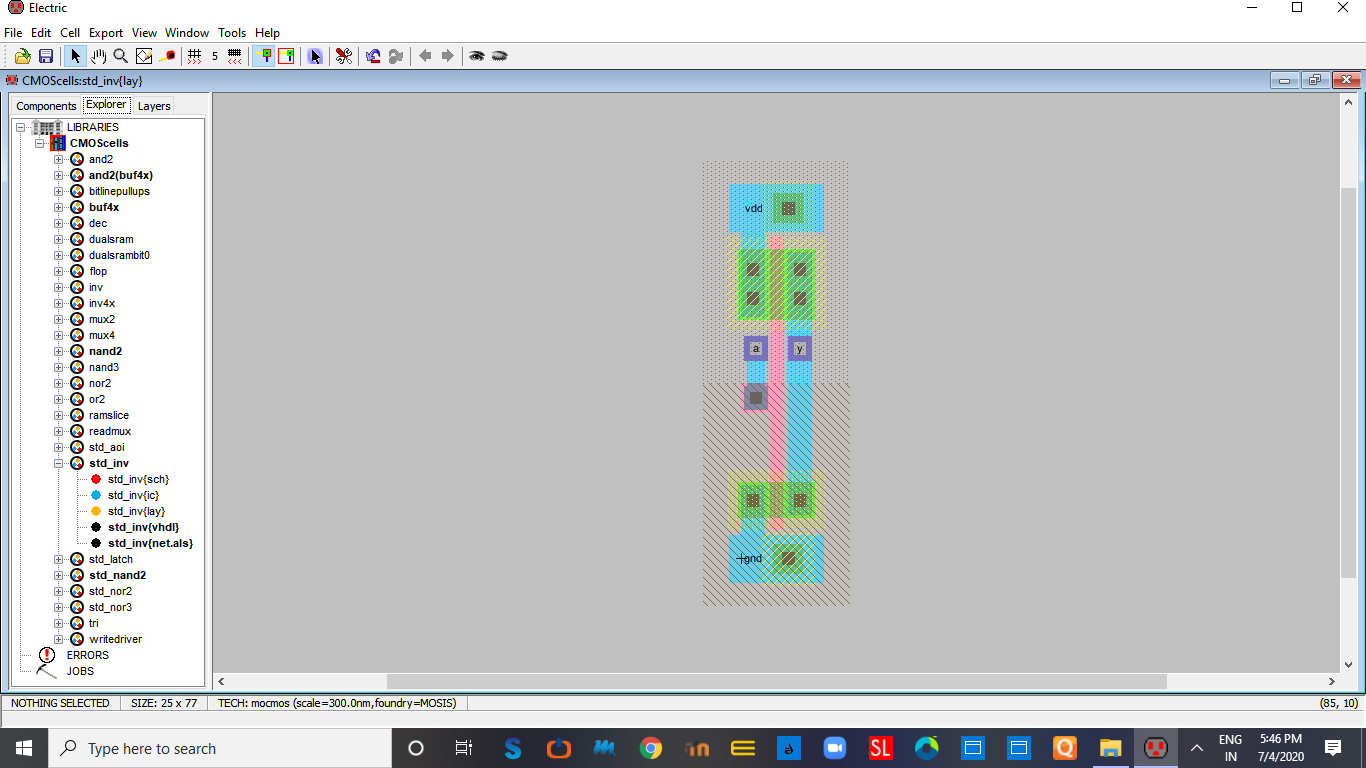 Electric
File Edit Cell Export View Window Tools Help
5
CMOScells:std_inv{lay}
Components Explorer Layers
LIBRARIES
CMOScells
and2
and2(buf4x)
bitlinepullups
buf4x
dec
dualsram
dualsrambit0
flop
inv
inv4x
mux2
mux4
nand2
nand3
nor2
or2
ramslice
readmux
std_aoi
std_inv
std_inv{sch}
std_inv{ic}
std_inv{lay}
std_inv{vhdl}
std_inv{net.als}
std_latch
std_nand2
std_nor2
std_nor3
tri
writedriver
ERRORS
JOBS
vdd
a y
gnd
NOTHING SELECTED SIZE: 25 x 77 TECH: mocmos (scale=300.0nm,foundry=MOSIS) (85, 10)
Type here to search
S
in
SL
Q
ENG
IN
5:46 PM
7/4/2020